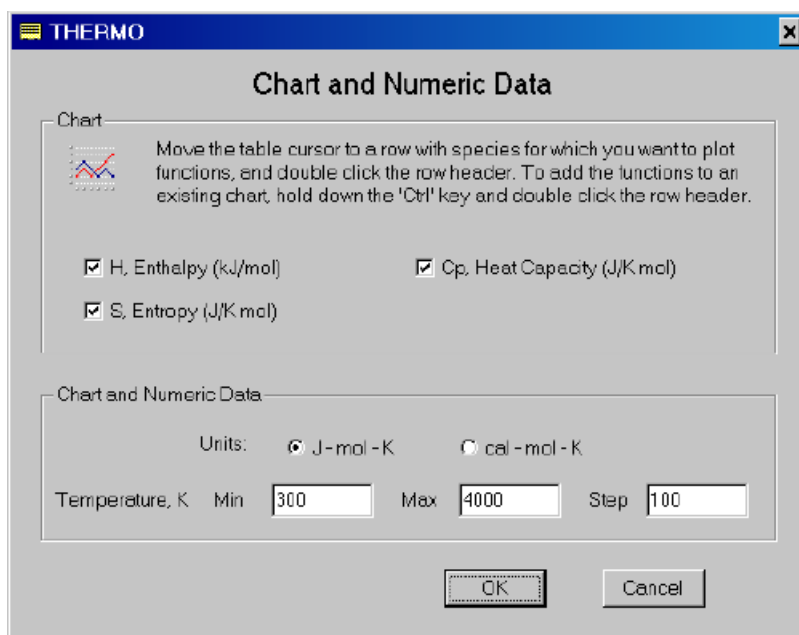 THERMO
Chart and Numeric Data
Chart
Move the table cursor to a row with species for which you want to plot
functions, and double click the row header. To add the functions to an
existing chart, hold down the 'Ctrl' key and double click the row header.
H, Enthalpy (kJ/mol)
Cp, Heat Capacity (J/K mol)
S, Entropy (J/K mol)
Chart and Numeric Data
Units: J - mol - K cal - mol - K
Temperature, K Min 300 Max 4000 Step 100
OK Cancel